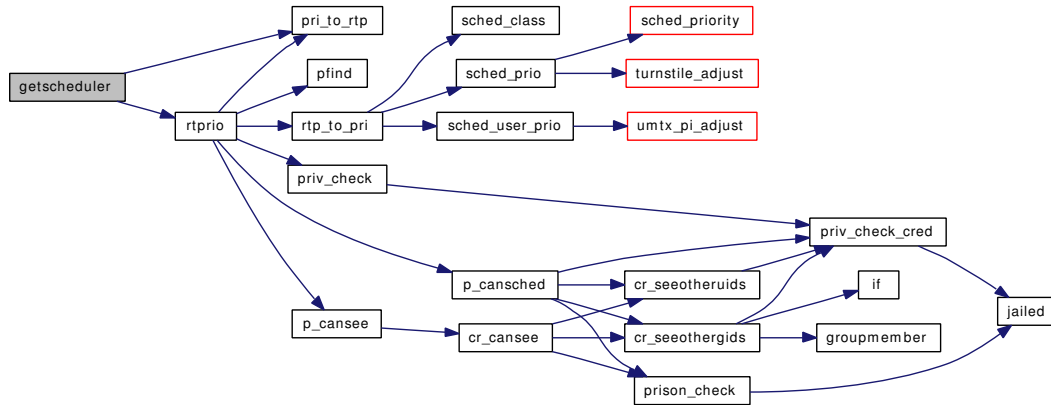 getscheduler
pri_to_rtp
rtprio
pfind
rtp_to_pri
priv_check
p_cansee
sched_class
sched_prio
sched_user_prio
p_cansched
cr_cansee
sched_priority
turnstile_adjust
umtx_pi_adjust
cr_seeotheruids
cr_seeothergids
prison_check
priv_check_cred
if
groupmember
jailed